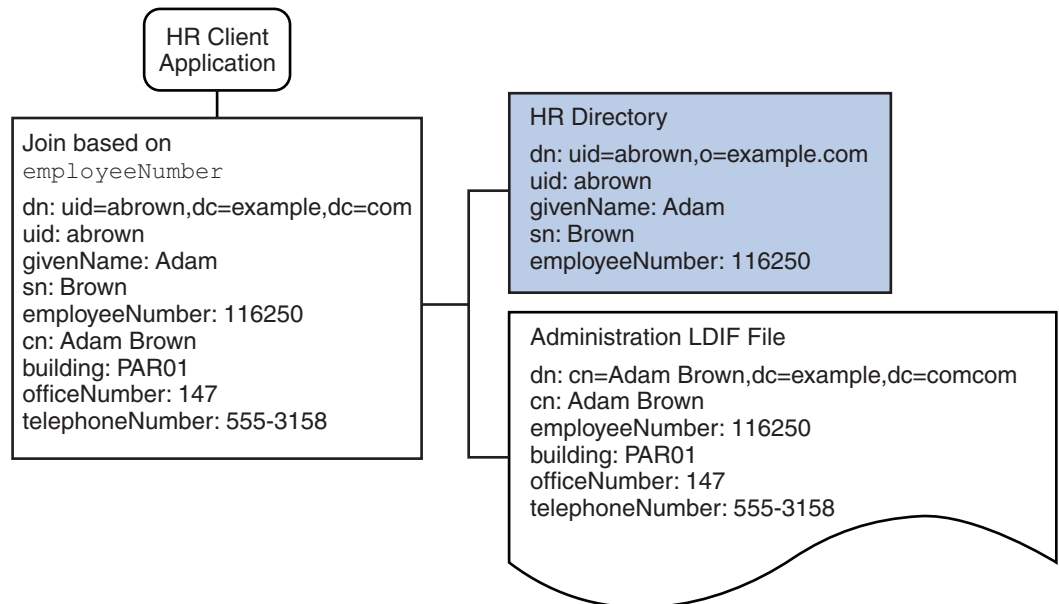 HR Client
Application
Join based on
employeeNumber
dn: uid=abrown,dc=example,dc=com
uid: abrown
givenName: Adam
sn: Brown
employeeNumber: 116250
cn: Adam Brown
building: PAR01
officeNumber: 147
telephoneNumber: 555-3158
HR Directory
dn: uid=abrown,o=example.com
uid: abrown
givenName: Adam
sn: Brown
employeeNumber: 116250
Administration LDIF File
dn: cn=Adam Brown,dc=example,dc=comcom
cn: Adam Brown
employeeNumber: 116250
building: PAR01
officeNumber: 147
telephoneNumber: 555-3158